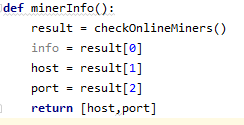 def minerInfo():
    result = checkOnlineMiners()
    info = result[0]
    host = result[1]
    port = result[2]
    return [host,port]